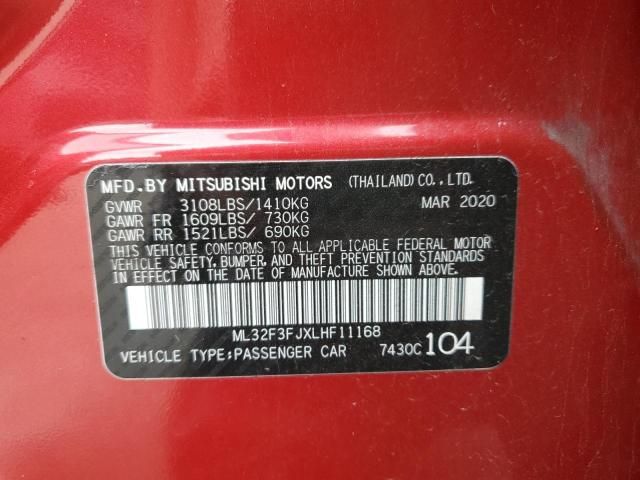 MFD. BY MITSUBISHI MOTORS (THAILAND) CO., LTD.
GVWR 3108LBS/1410KG MAR 2020
GAWR FR 1609LBS/ 730KG
GAWR RR 1521LBS/ 690KG
THIS VEHICLE CONFORMS TO ALL APPLICABLE FEDERAL MOTOR
VEHICLE SAFETY, BUMPER, AND THEFT PREVENTION STANDARDS
IN EFFECT ON THE DATE OF MANUFACTURE SHOWN ABOVE.
ML32F3FJXLHF11168
VEHICLE TYPE:PASSENGER CAR 7430C 104